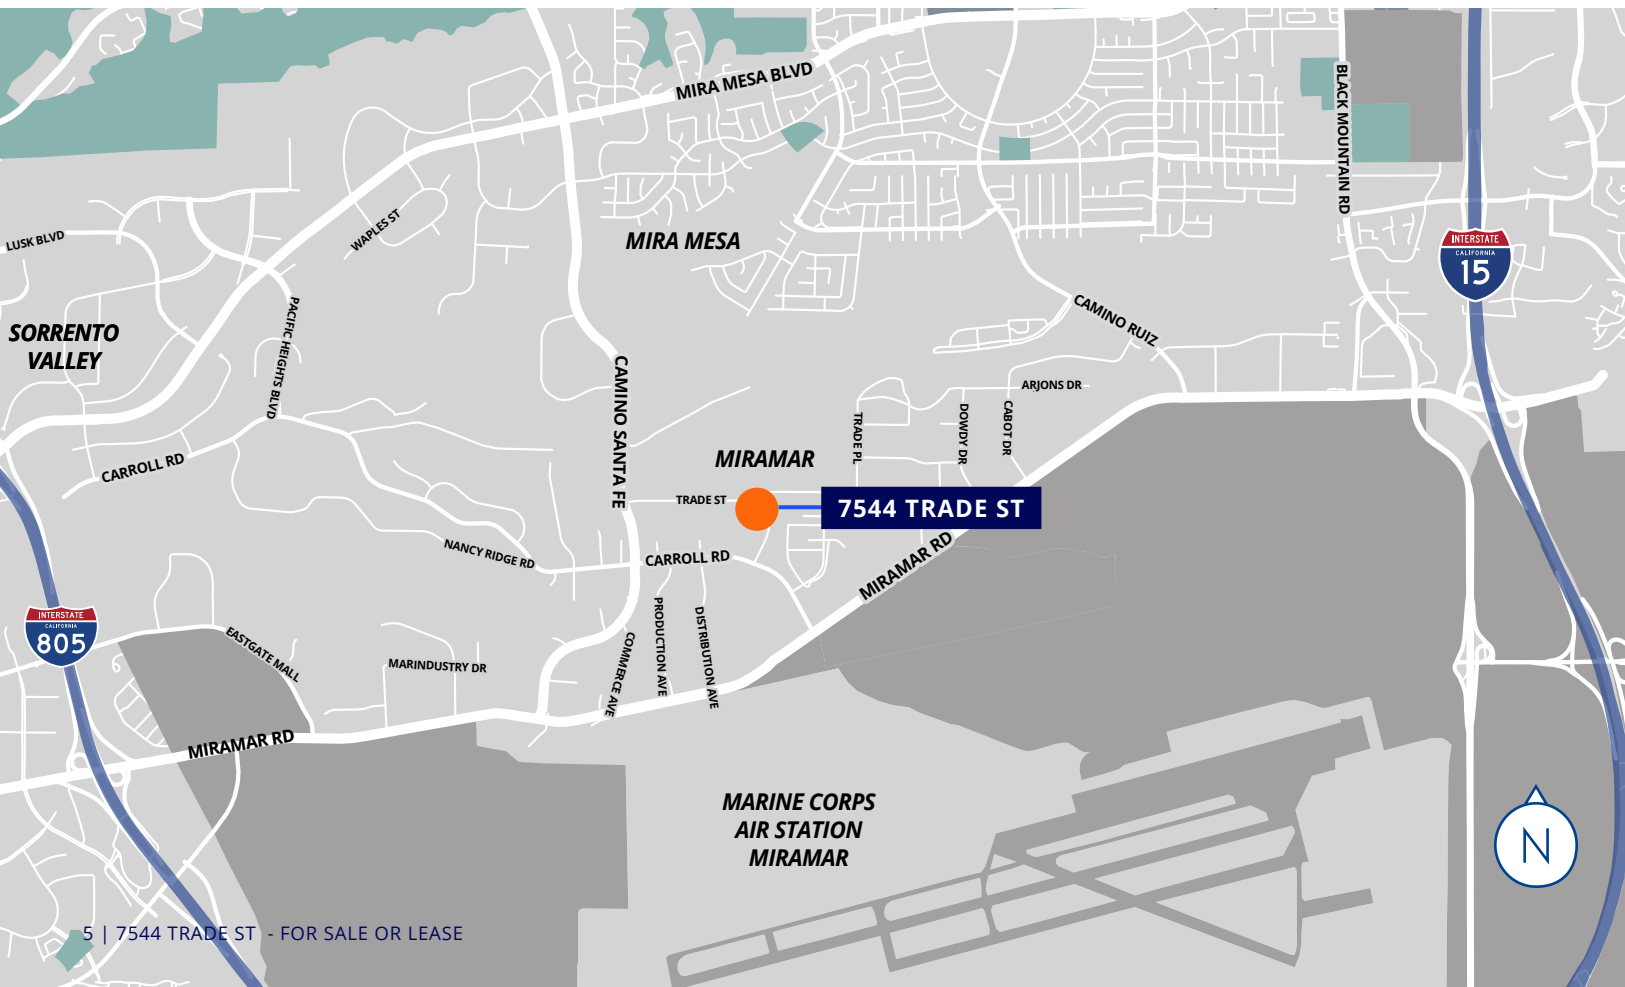 MIRA MESA BLVD
BLACK MOUNTAIN RD
WAPLES ST
LUSK BLVD
MIRA MESA
INTERSTATE
CALIFORNIA
15
SORRENTO
VALLEY
PACIFIC HEIGHTS BLVD
CAMINO RUIZ
CAMINO SANTA FE
ARJONS DR
TRADE PL
DOWDY DR
CABOT DR
MIRAMAR
CARROLL RD
TRADE ST
7544 TRADE ST
NANCY RIDGE RD
CARROLL RD
MIRAMAR RD
INTERSTATE
CALIFORNIA
805
EASTGATE MALL
MARINDUSTRY DR
COMMERCE AVE
PRODUCTION AVE
DISTRIBUTION AVE
MIRAMAR RD
MARINE CORPS
AIR STATION
MIRAMAR
N
5 | 7544 TRADE ST - FOR SALE OR LEASE